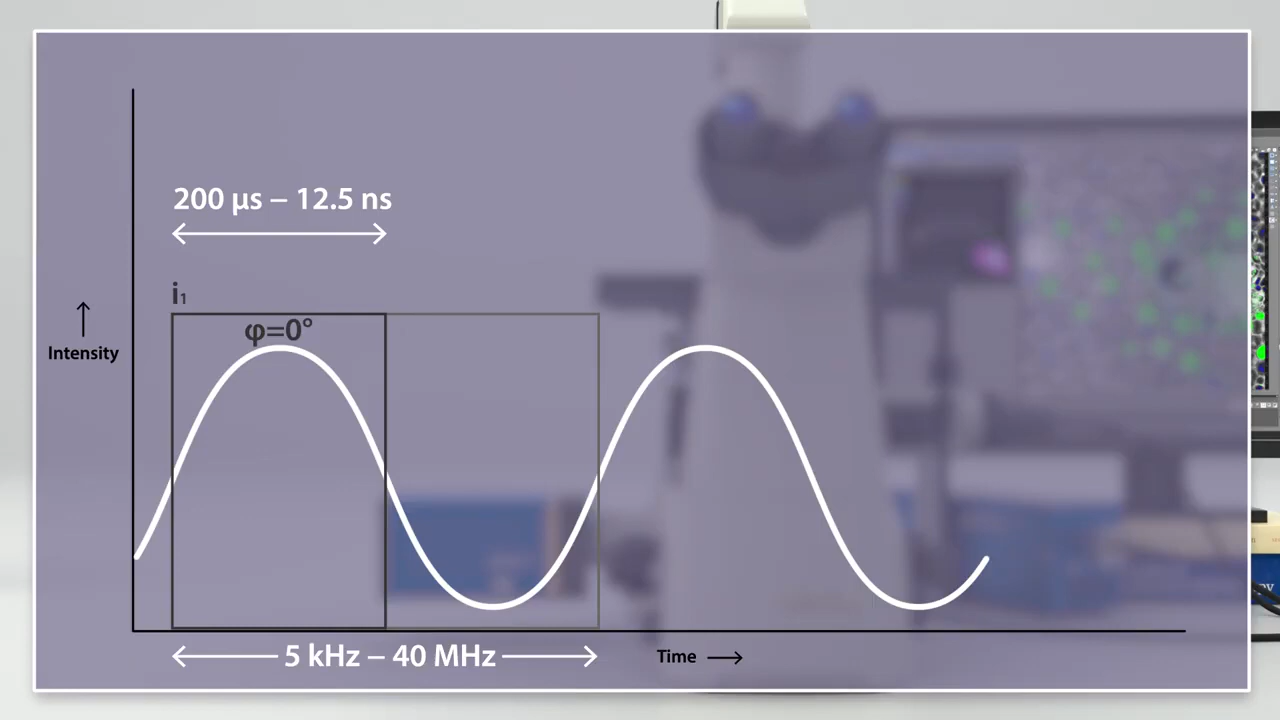 200 μs – 12.5 ns
i₁
φ=0°
Intensity
5 kHz – 40 MHz
Time